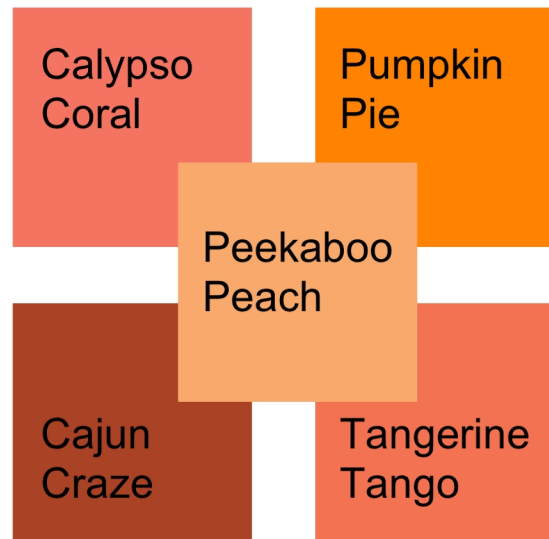 Calypso
Coral
Pumpkin
Pie
Peekaboo
Peach
Cajun
Craze
Tangerine
Tango